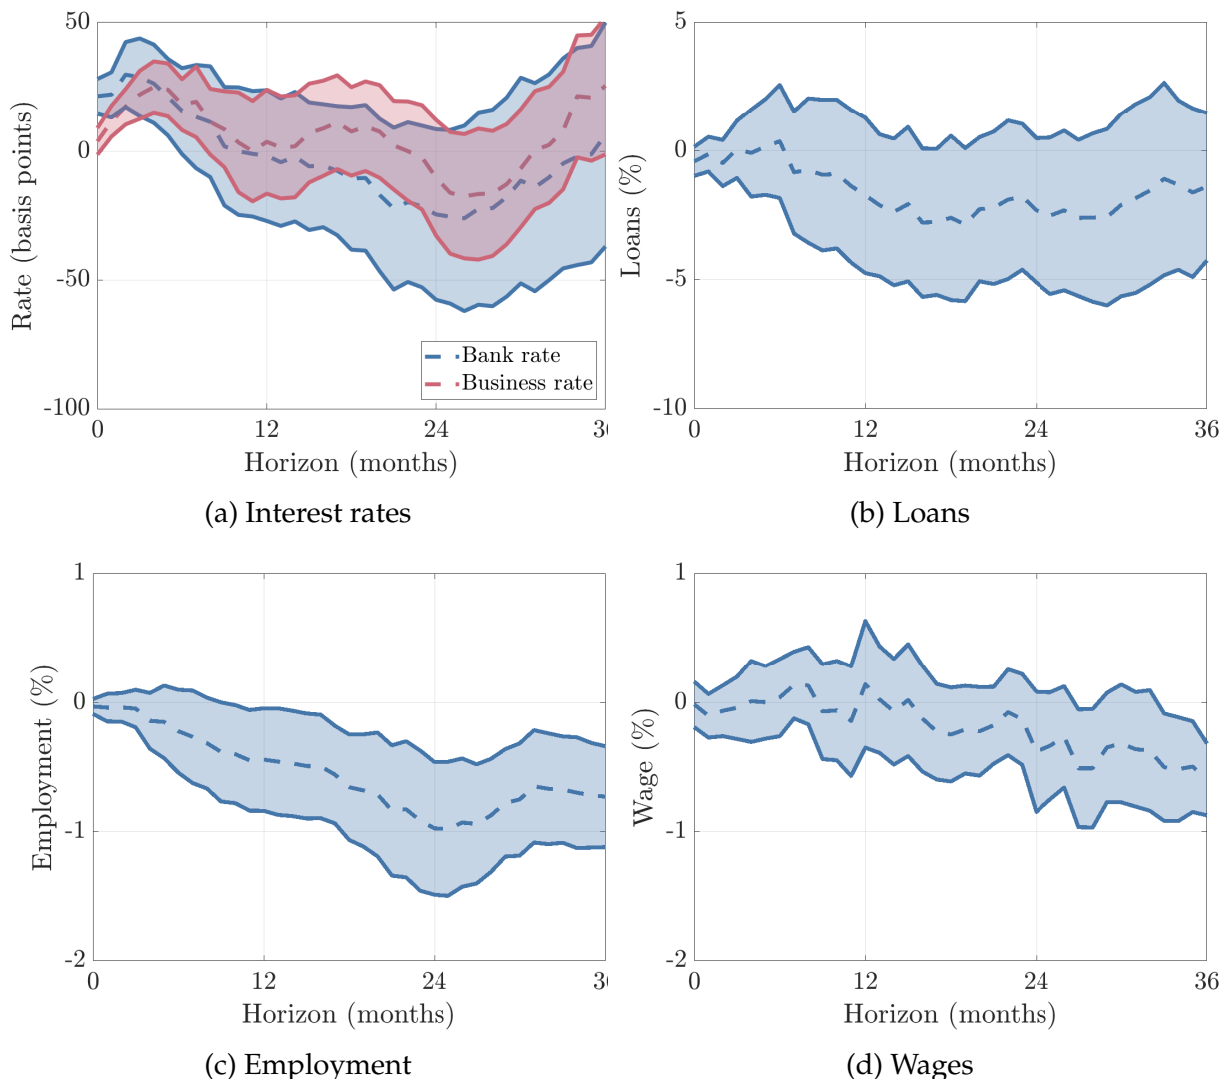 50
0
-50
-100
Rate (basis points)
Bank rate
Business rate
0 12 24 3
Horizon (months)
(a) Interest rates
5
0
-5
-10
Loans (%)
0 12 24 36
Horizon (months)
(b) Loans
1
0
-1
-2
Employment (%)
0 12 24 3
Horizon (months)
(c) Employment
1
0
-1
-2
Wage (%)
0 12 24 36
Horizon (months)
(d) Wages